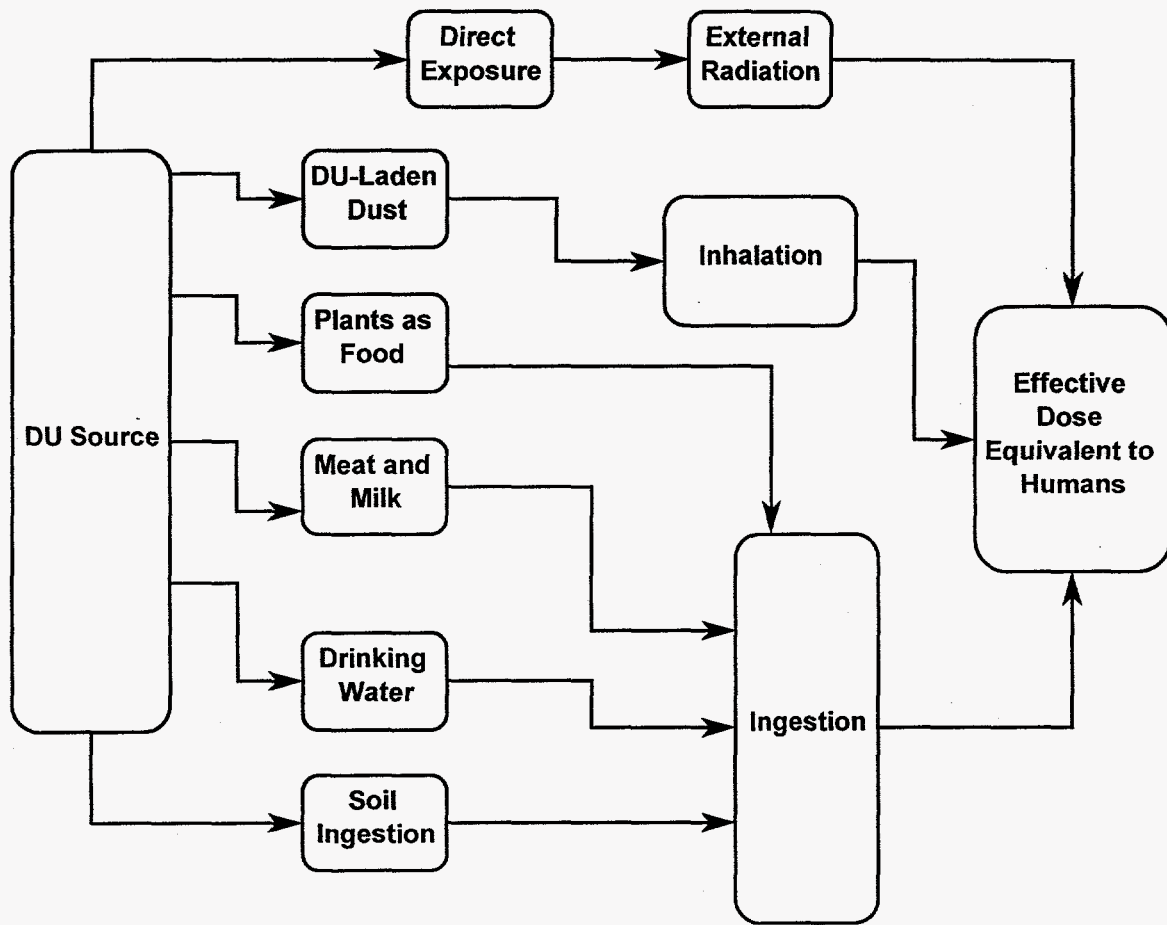 Direct
Exposure
External
Radiation
DU-Laden
Dust
Inhalation
Plants as
Food
Effective
Dose
Equivalent to
Humans
DU Source
Meat and
Milk
Drinking
Water
Ingestion
Soil
Ingestion